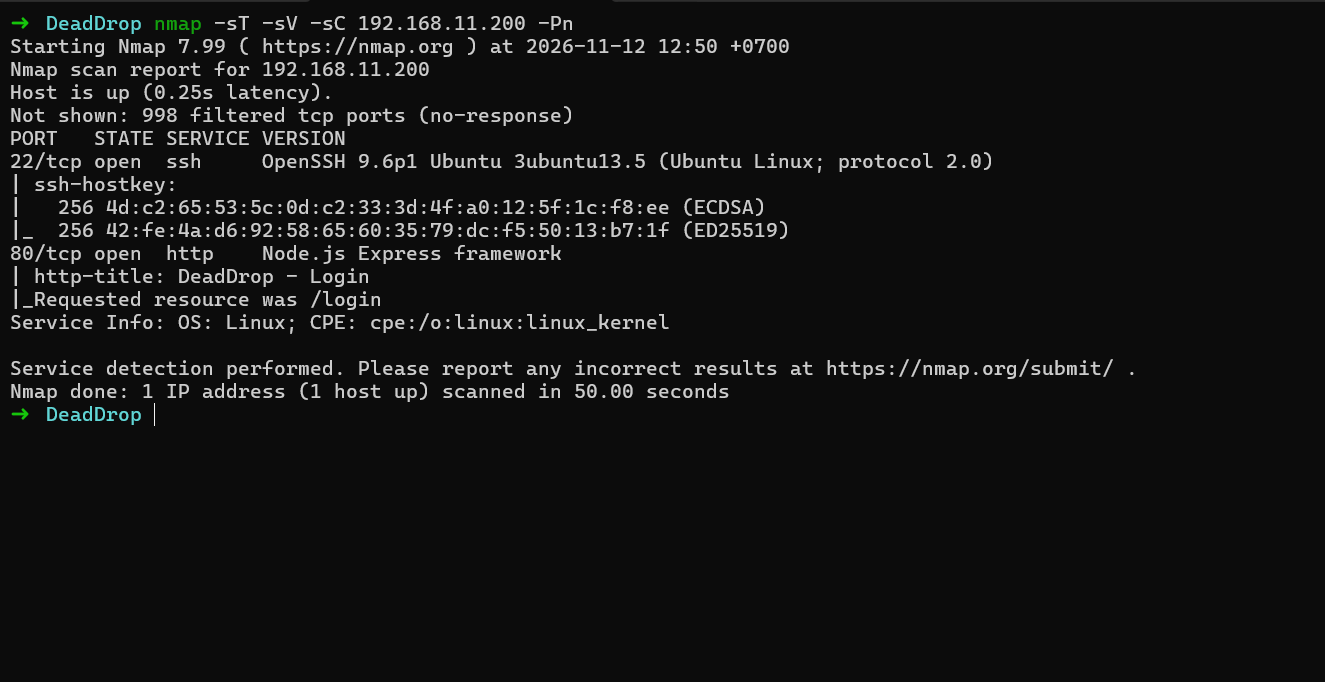 → DeadDrop nmap -sT -sV -sC 192.168.11.200 -Pn
Starting Nmap 7.99 ( https://nmap.org ) at 2026-11-12 12:50 +0700
Nmap scan report for 192.168.11.200
Host is up (0.25s latency).
Not shown: 998 filtered tcp ports (no-response)
PORT   STATE SERVICE VERSION
22/tcp open  ssh     OpenSSH 9.6p1 Ubuntu 3ubuntu13.5 (Ubuntu Linux; protocol 2.0)
| ssh-hostkey:
|   256 4d:c2:65:53:5c:0d:c2:33:3d:4f:a0:12:5f:1c:f8:ee (ECDSA)
|_  256 42:fe:4a:d6:92:58:65:60:35:79:dc:f5:50:13:b7:1f (ED25519)
80/tcp open  http    Node.js Express framework
| http-title: DeadDrop - Login
|_Requested resource was /login
Service Info: OS: Linux; CPE: cpe:/o:linux:linux_kernel
Service detection performed. Please report any incorrect results at https://nmap.org/submit/ .
Nmap done: 1 IP address (1 host up) scanned in 50.00 seconds
→ DeadDrop